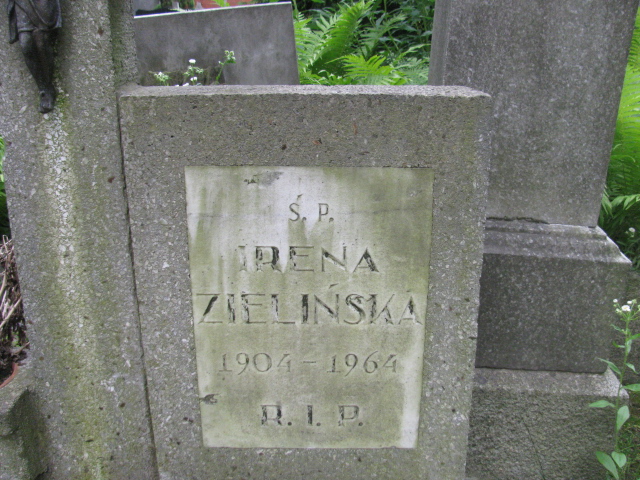 Ś. P.
IRENA
ZIELIŃSKA
1904 - 1964
R. I. P.